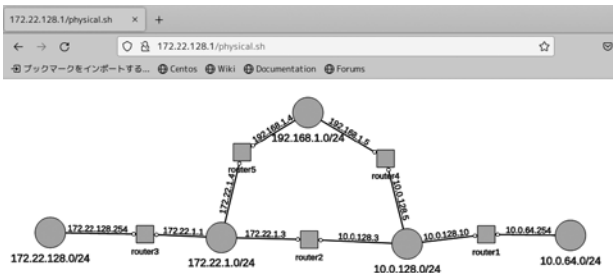 172.22.128.1/physical.sh × +
172.22.128.1/physical.sh
ブックマークをインポートする... Centos Wiki Documentation Forums
192.168.1.4
192.168.1.5
192.168.1.0/24
router5
router4
172.22.1.4
10.0.128.5
172.22.128.254
172.22.1.1
172.22.1.3
10.0.128.3
10.0.128.10
10.0.64.254
172.22.128.0/24
router3
172.22.1.0/24
router2
10.0.128.0/24
router1
10.0.64.0/24